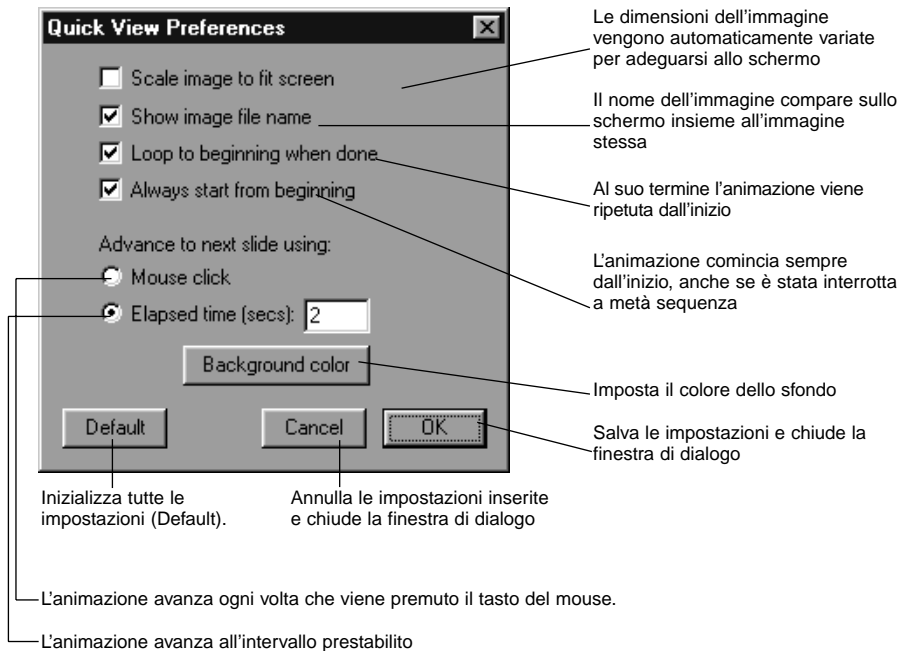 Quick View Preferences
Scale image to fit screen
Show image file name
Loop to beginning when done
Always start from beginning
Advance to next slide using:
Mouse click
Elapsed time (secs): 2
Background color
Default
Cancel
OK
Le dimensioni dell'immagine
vengono automaticamente variate
per adeguarsi allo schermo
Il nome dell'immagine compare sullo
schermo insieme all'immagine
stessa
Al suo termine l'animazione viene
ripetuta dall'inizio
L'animazione comincia sempre
dall'inizio, anche se è stata interrotta
a metà sequenza
Imposta il colore dello sfondo
Salva le impostazioni e chiude la
finestra di dialogo
Inizializza tutte le
impostazioni (Default).
Annulla le impostazioni inserite
e chiude la finestra di dialogo
L'animazione avanza ogni volta che viene premuto il tasto del mouse.
L'animazione avanza all'intervallo prestabilito